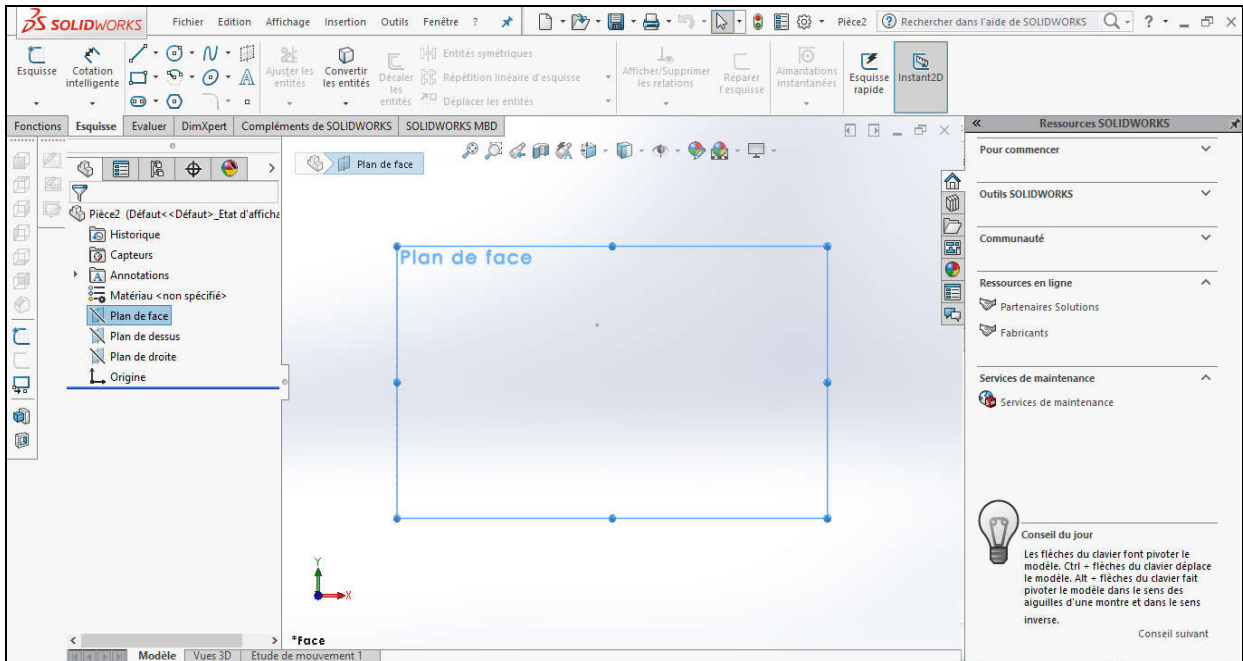 SOLIDWORKS
Fichier Edition Affichage Insertion Outils Fenêtre ?
Pièce2
Rechercher dans l'aide de SOLIDWORKS
Esquisse
Cotation intelligente
Ajuster les entités
Convertir les entités
Décaler les entités
Entités symétriques
Répétition linéaire d'esquisse
Déplacer les entités
Afficher/Supprimer les relations
Réparer l'esquisse
Aimantations instantanées
Esquisse rapide
Instant2D
Fonctions Esquisse Evaluer DimXpert Compléments de SOLIDWORKS SOLIDWORKS MBD
Pièce2 (Défaut<<Défaut>_Etat d'afficha
Historique
Capteurs
Annotations
Matériau <non spécifié>
Plan de face
Plan de dessus
Plan de droite
Origine
Plan de face
Plan de face
Y
X
*Face
Modèle Vues 3D Etude de mouvement 1
Ressources SOLIDWORKS
Pour commencer
Outils SOLIDWORKS
Communauté
Ressources en ligne
Partenaires Solutions
Fabricants
Services de maintenance
Services de maintenance
Conseil du jour
Les flèches du clavier font pivoter le
modèle. Ctrl + flèches du clavier déplace
le modèle. Alt + flèches du clavier fait
pivoter le modèle dans le sens des
aiguilles d'une montre et dans le sens
inverse.
Conseil suivant